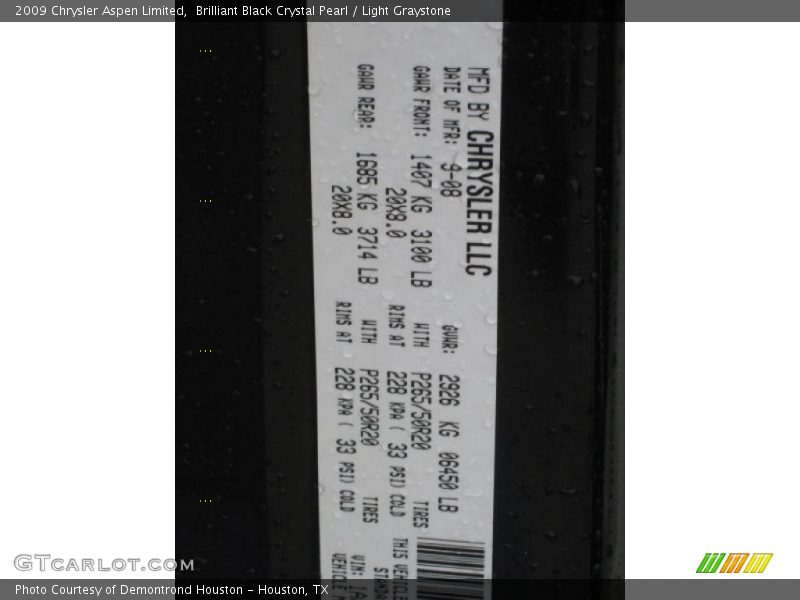 2009 Chrysler Aspen Limited,  Brilliant Black Crystal Pearl / Light Graystone
MFD BY CHRYSLER LLC
DATE OF MFR: 9-08 GVWR: 2926 KG 06450 LB
GAWR FRONT: 1407 KG 3100 LB WITH P265/50R20 TIRES
20X8.0 RIMS AT 228 KPA ( 33 PSI) COLD
GAWR REAR: 1685 KG 3714 LB WITH P265/50R20 TIRES
20X8.0 RIMS AT 228 KPA ( 33 PSI) COLD
THIS VEHICLE
VIN:
VEHICLE
GTCARLOT.COM
Photo Courtesy of Demontrond Houston - Houston, TX